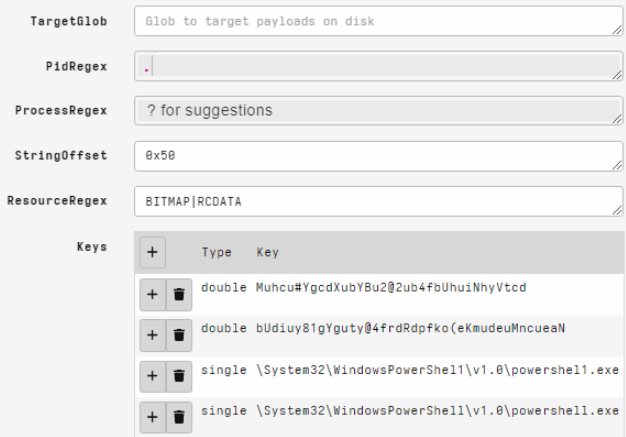 TargetGlob Glob to target payloads on disk
PidRegex .
ProcessRegex ? for suggestions
StringOffset 0x50
ResourceRegex BITMAP|RCDATA
Keys + Type Key
+ double Muhcu#YgcdXubYBu2@2ub4fbUhuiNhyVtcd
+ double bUdiuy81gYguty@4frdRdpfko(eKmudeuMncueaN
+ single \System32\WindowsPowerShel1\v1.0\powershel1.exe
+ single \System32\WindowsPowerShell\v1.0\powershell.exe